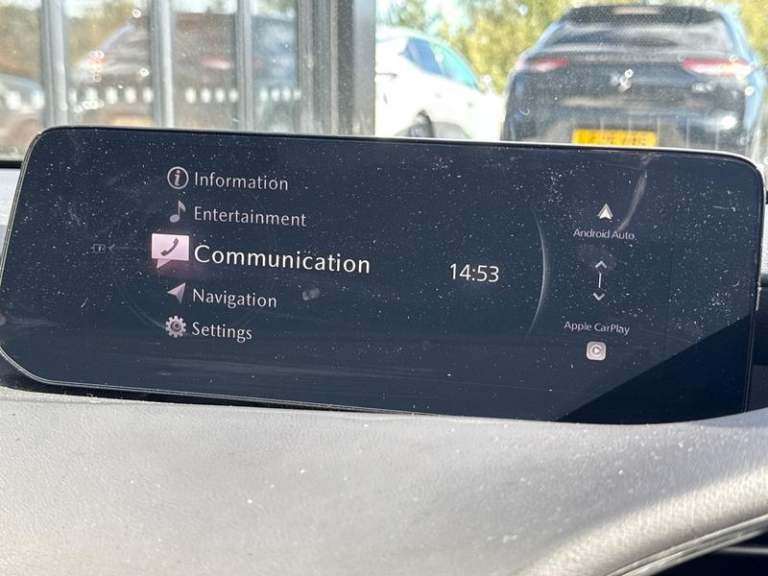 Information
Entertainment
Communication
14:53
Navigation
Settings
Android Auto
Apple CarPlay